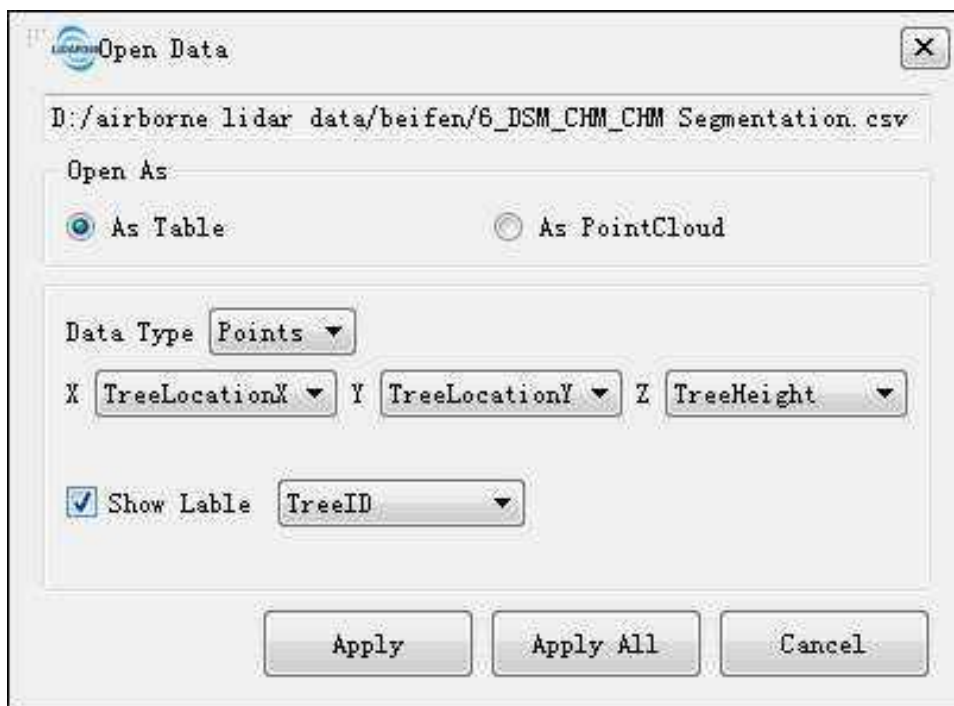 Open Data
D:/airborne lidar data/beifen/6_DSM_CHM_CHM Segmentation.csv
Open As
As Table As PointCloud
Data Type Points
X TreeLocationX Y TreeLocationY Z TreeHeight
Show Lable TreeID
Apply Apply All Cancel